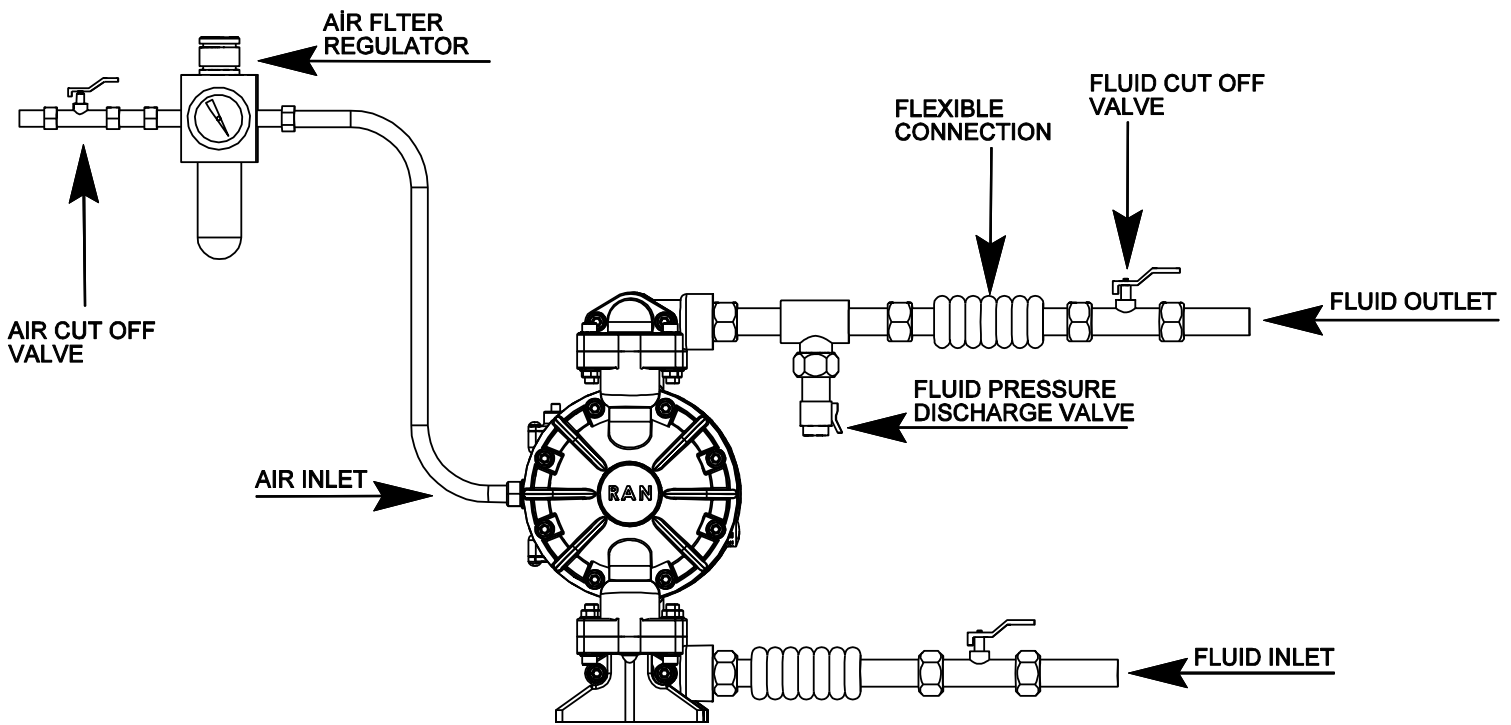 AİR FLTER
REGULATOR
FLUID CUT OFF
VALVE
FLEXIBLE
CONNECTION
FLUID OUTLET
AIR CUT OFF
VALVE
FLUID PRESSURE
DISCHARGE VALVE
AIR INLET
RAN
FLUID INLET